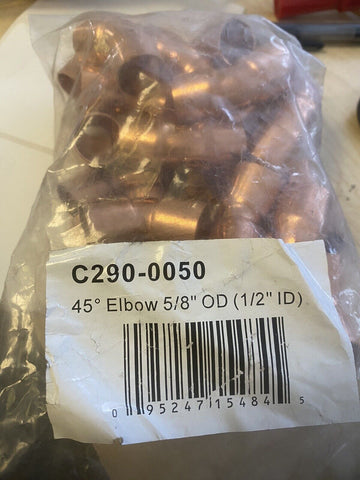 C290-0050
45° Elbow 5/8" OD (1/2" ID)
0 95247 15484 5